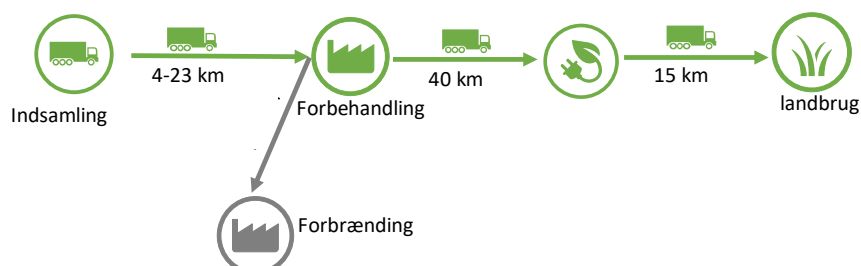 4-23 km
40 km
15 km
Indsamling
Forbehandling
landbrug
Forbrænding